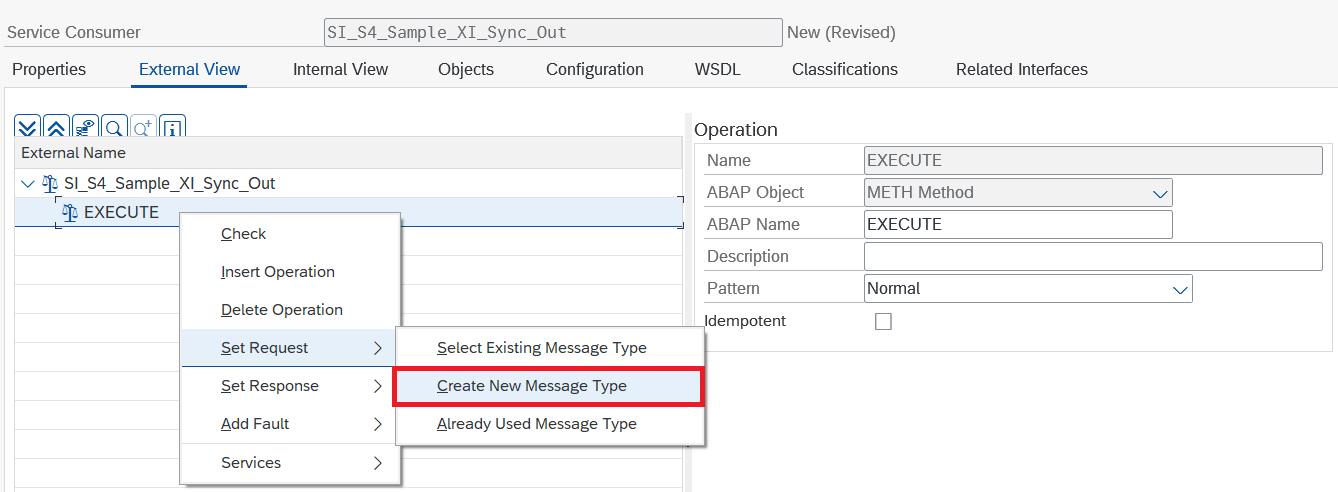 Service Consumer SI_S4_Sample_XI_Sync_Out New (Revised)
Properties External View Internal View Objects Configuration WSDL Classifications Related Interfaces
External Name
SI_S4_Sample_XI_Sync_Out
EXECUTE
Check
Insert Operation
Delete Operation
Set Request
Set Response
Add Fault
Services
Select Existing Message Type
Create New Message Type
Already Used Message Type
Operation
Name EXECUTE
ABAP Object METH Method
ABAP Name EXECUTE
Description
Pattern Normal
Idempotent